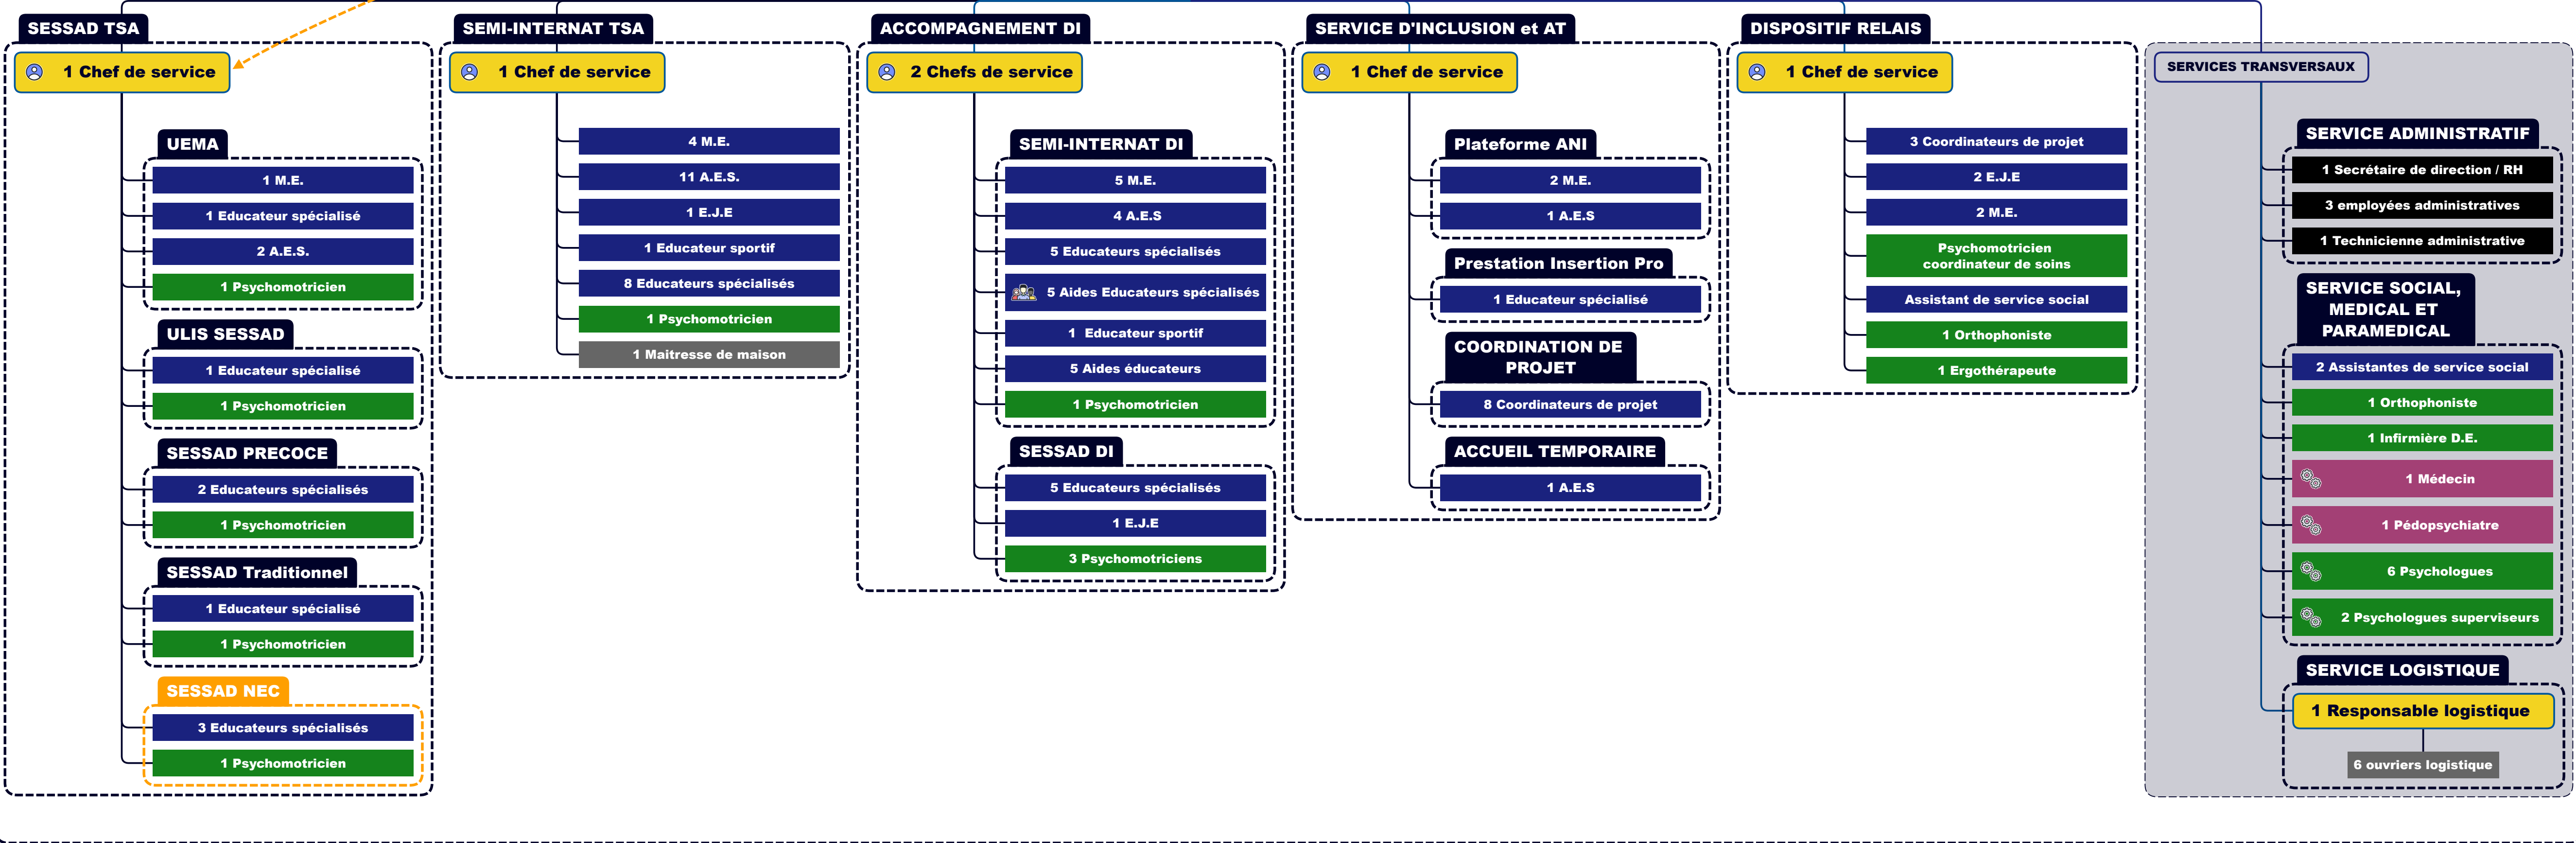 SESSAD TSA
1 Chef de service
UEMA
1 M.E.
1 Educateur spécialisé
2 A.E.S.
1 Psychomotricien
ULIS SESSAD
1 Educateur spécialisé
1 Psychomotricien
SESSAD PRECOCE
2 Educateurs spécialisés
1 Psychomotricien
SESSAD Traditionnel
1 Educateur spécialisé
1 Psychomotricien
SESSAD NEC
3 Educateurs spécialisés
1 Psychomotricien
SEMI-INTERNAT TSA
1 Chef de service
4 M.E.
11 A.E.S.
1 E.J.E
1 Educateur sportif
8 Educateurs spécialisés
1 Psychomotricien
1 Maitresse de maison
ACCOMPAGNEMENT DI
2 Chefs de service
SEMI-INTERNAT DI
5 M.E.
4 A.E.S
5 Educateurs spécialisés
5 Aides Educateurs spécialisés
1 Educateur sportif
5 Aides éducateurs
1 Psychomotricien
SESSAD DI
5 Educateurs spécialisés
1 E.J.E
3 Psychomotriciens
SERVICE D'INCLUSION et AT
1 Chef de service
Plateforme ANI
2 M.E.
1 A.E.S
Prestation Insertion Pro
1 Educateur spécialisé
COORDINATION DE
PROJET
8 Coordinateurs de projet
ACCUEIL TEMPORAIRE
1 A.E.S
DISPOSITIF RELAIS
1 Chef de service
3 Coordinateurs de projet
2 E.J.E
2 M.E.
Psychomotricien
coordinateur de soins
Assistant de service social
1 Orthophoniste
1 Ergothérapeute
SERVICES TRANSVERSAUX
SERVICE ADMINISTRATIF
1 Secrétaire de direction / RH
3 employées administratives
1 Technicienne administrative
SERVICE SOCIAL,
MEDICAL ET
PARAMEDICAL
2 Assistantes de service social
1 Orthophoniste
1 Infirmière D.E.
1 Médecin
1 Pédopsychiatre
6 Psychologues
2 Psychologues superviseurs
SERVICE LOGISTIQUE
1 Responsable logistique
6 ouvriers logistique